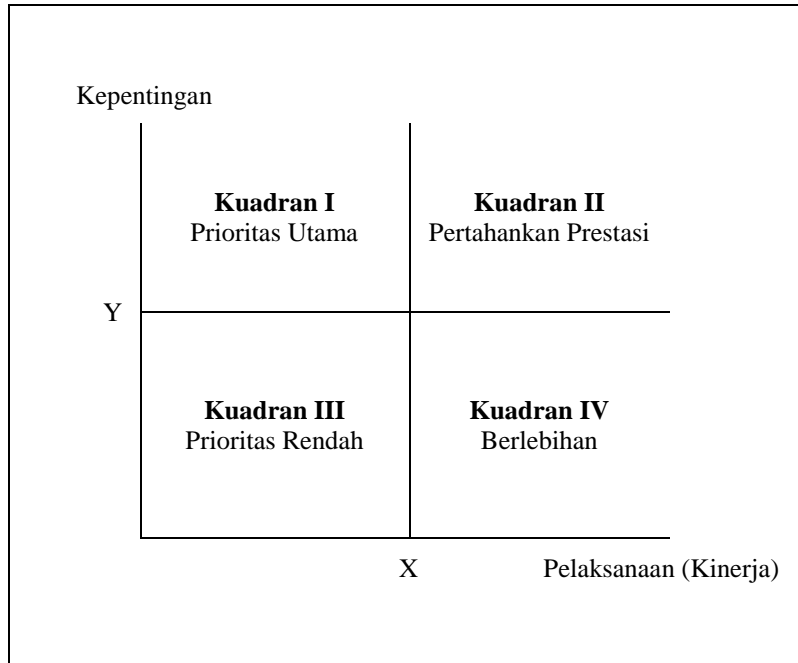 Kepentingan
Kuadran I
Prioritas Utama
Kuadran II
Pertahankan Prestasi
Y
Kuadran III
Prioritas Rendah
Kuadran IV
Berlebihan
X
Pelaksanaan (Kinerja)